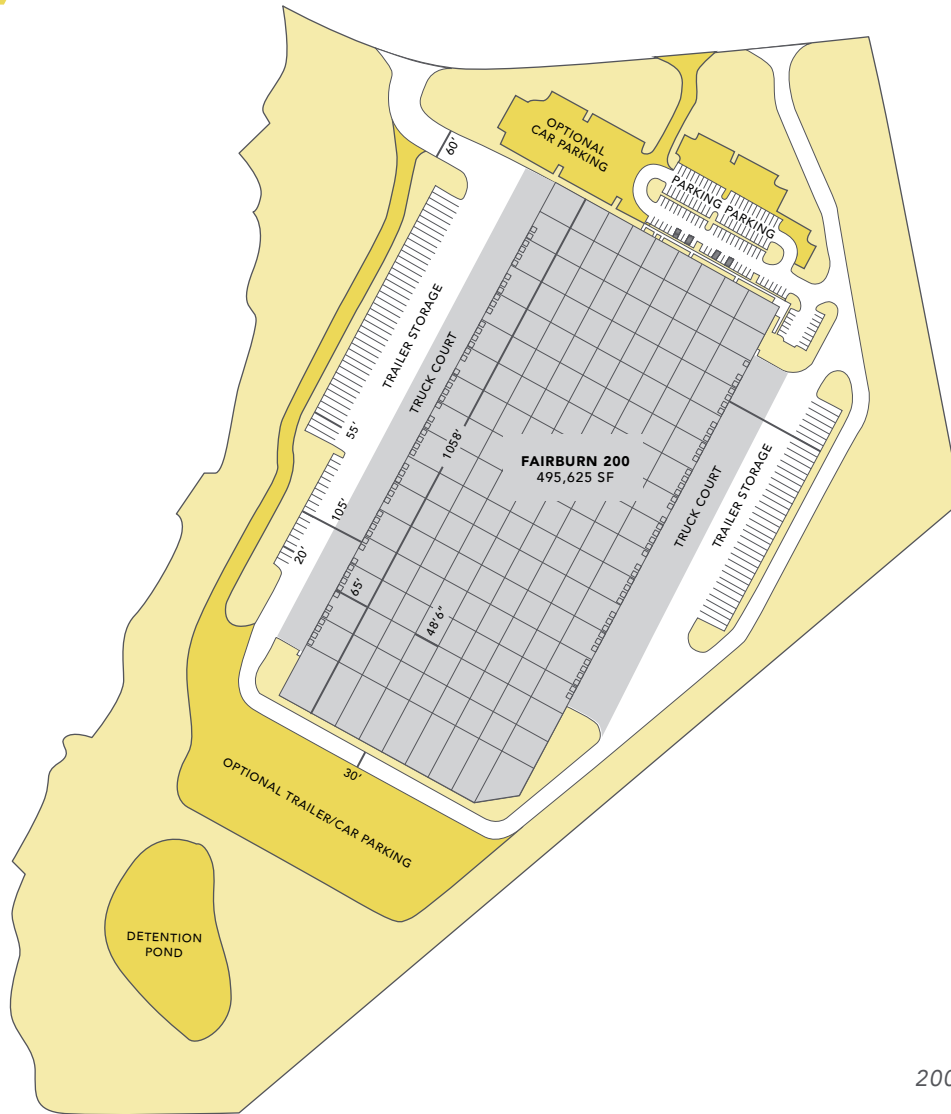 OPTIONAL
CAR PARKING
60'
PARKING PARKING
TRAILER STORAGE
TRUCK COURT
55'
1058'
FAIRBURN 200
495,625 SF
TRUCK COURT
TRAILER STORAGE
105'
20'
65'
48'6"
30'
OPTIONAL TRAILER/CAR PARKING
DETENTION
POND
200